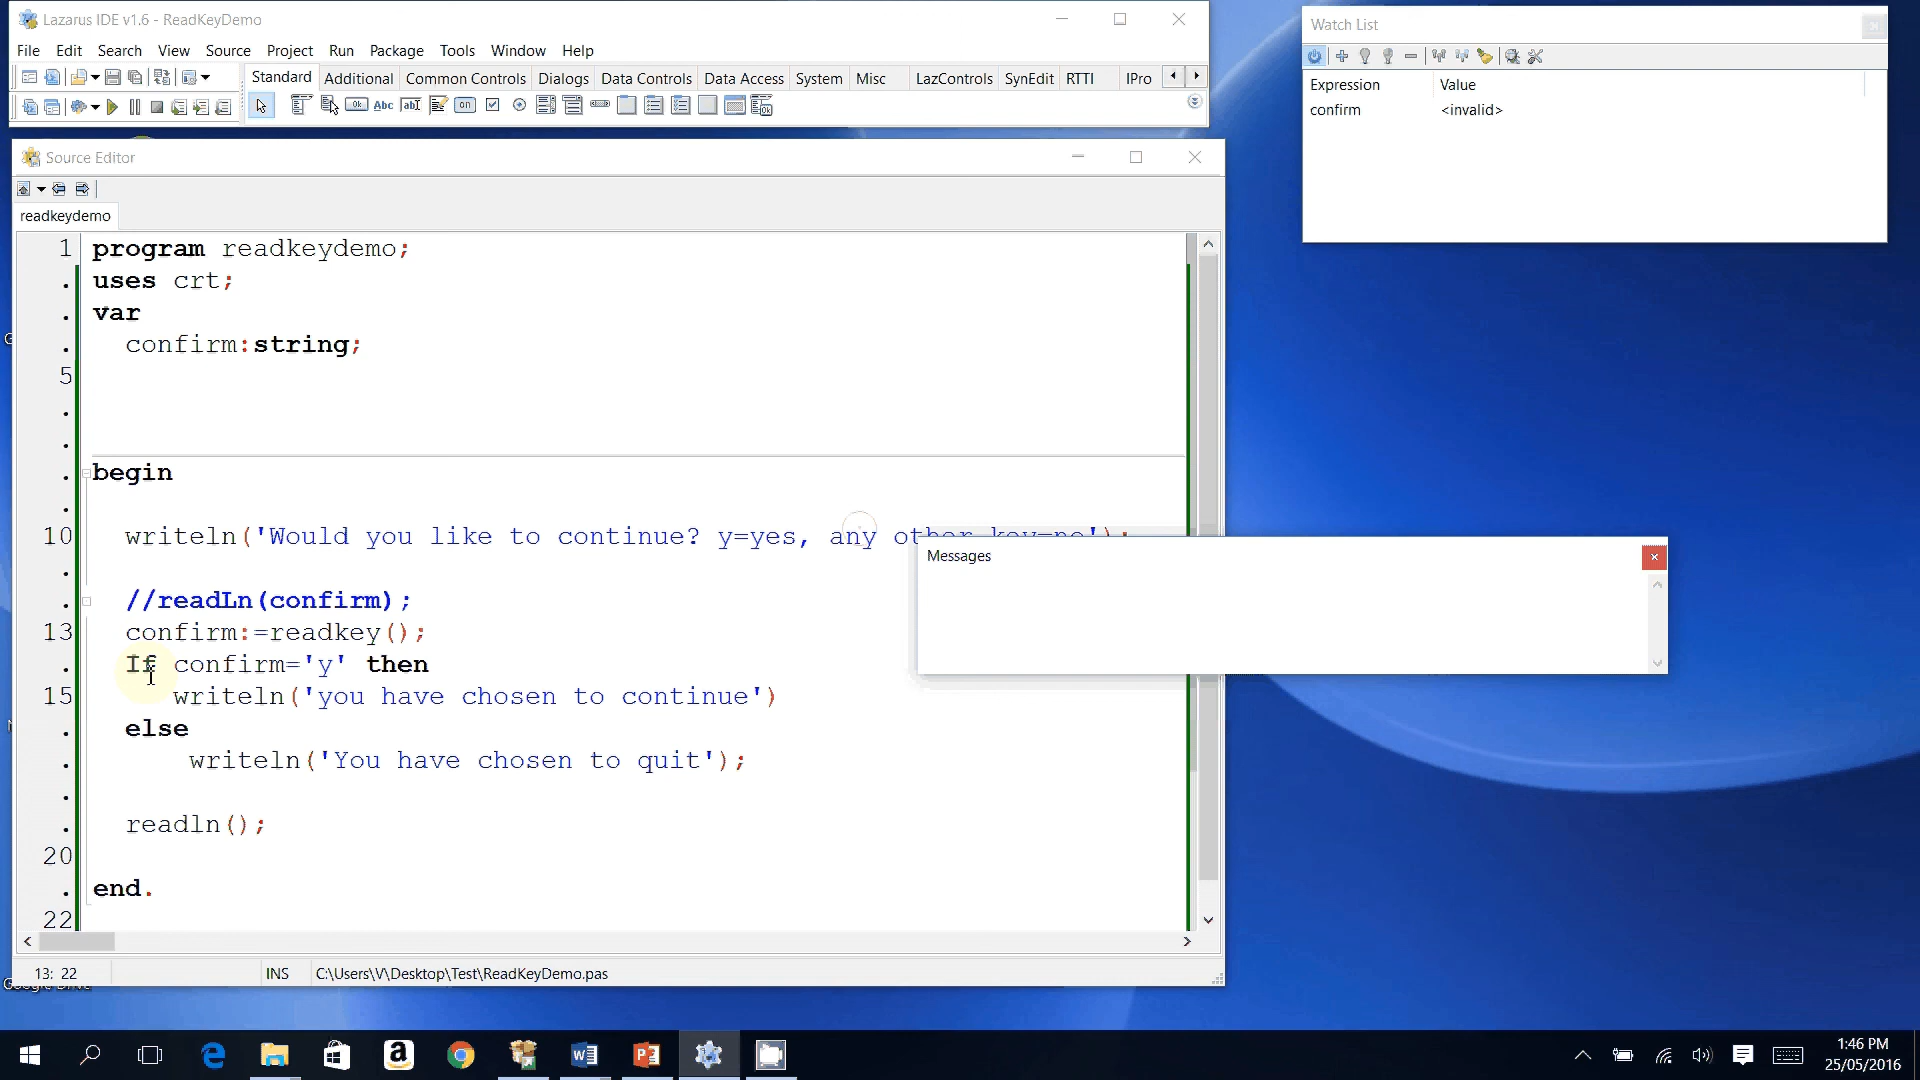 Lazarus IDE v1.6 - ReadKeyDemo
File Edit Search View Source Project Run Package Tools Window Help
Standard Additional Common Controls Dialogs Data Controls Data Access System Misc LazControls SynEdit RTTI IPro
Ok Abc abI on
Watch List
Expression Value
confirm <invalid>
Source Editor
readkeydemo
1 program readkeydemo;
. uses crt;
. var
. confirm:string;
5
.
.
. begin
.
10 writeln('Would you like to continue? y=yes, any other key=no');
.
. //readLn(confirm);
13 confirm:=readkey();
. If confirm='y' then
15 writeln('you have chosen to continue')
. else
. writeln('You have chosen to quit');
.
. readln();
20
. end.
22
Messages
13: 22 INS C:\Users\V\Desktop\Test\ReadKeyDemo.pas
1:46 PM
25/05/2016